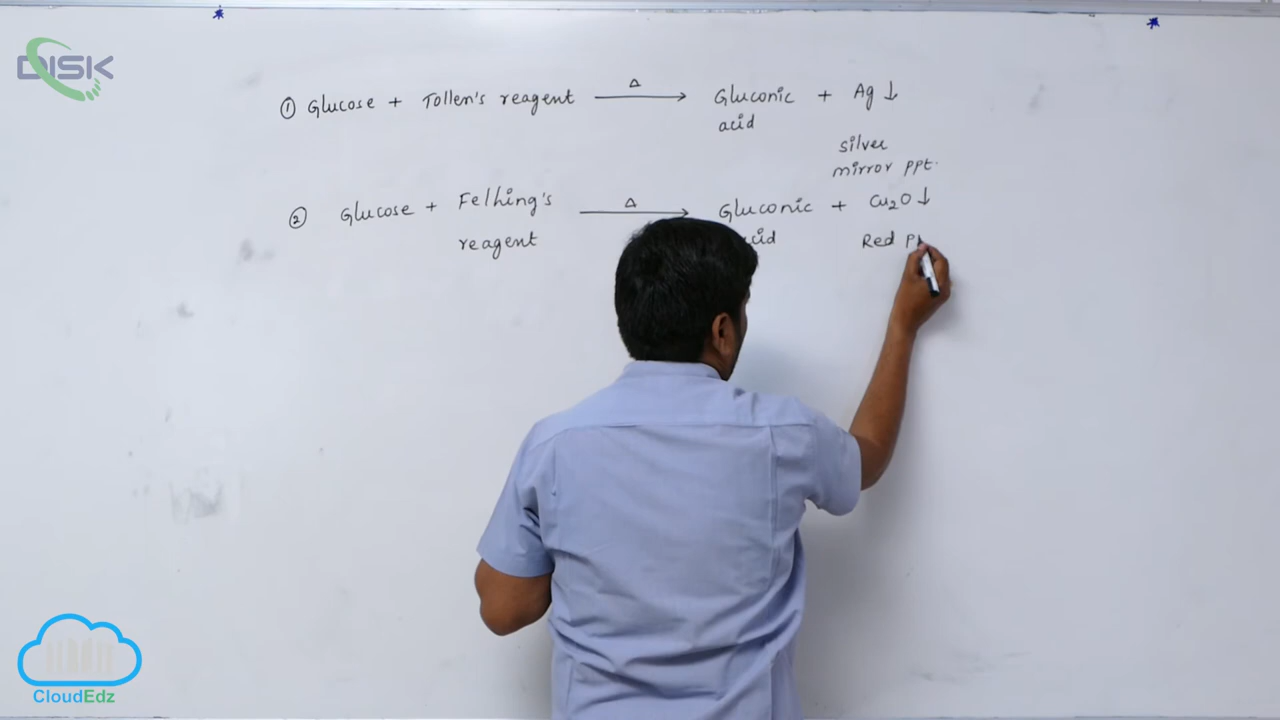 DISK
① Glucose + Tollen's reagent —Δ→ Gluconic + Ag ↓
acid
silver
mirror ppt.
② Glucose + Felhing's —Δ→ Gluconic + Cu₂O ↓
reagent Red
CloudEdz